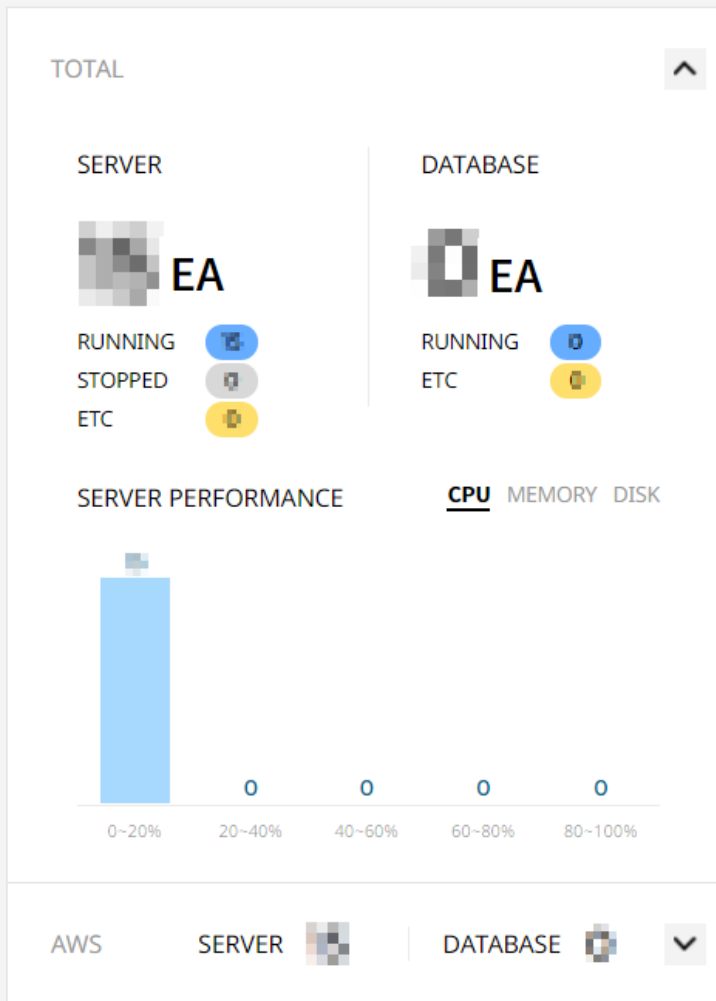 TOTAL
SERVER
EA
RUNNING
STOPPED
ETC
DATABASE
EA
RUNNING
ETC
SERVER PERFORMANCE
CPU MEMORY DISK
0 0 0 0
0~20% 20~40% 40~60% 60~80% 80~100%
AWS SERVER DATABASE